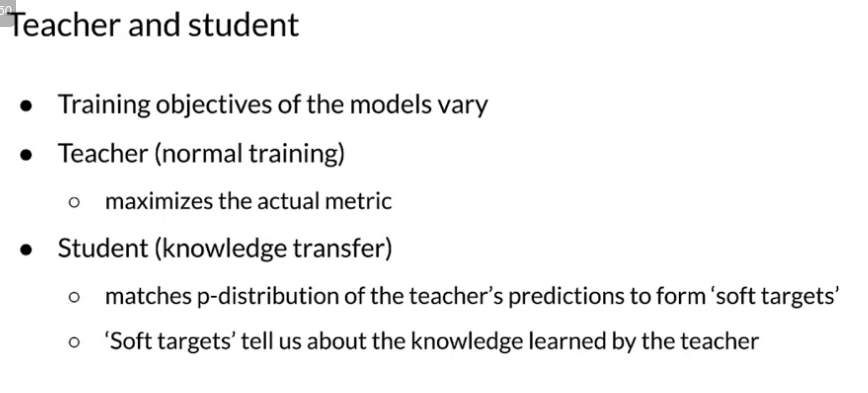 50
Teacher and student
● Training objectives of the models vary
● Teacher (normal training)
○ maximizes the actual metric
● Student (knowledge transfer)
○ matches p-distribution of the teacher’s predictions to form ‘soft targets’
○ ‘Soft targets’ tell us about the knowledge learned by the teacher